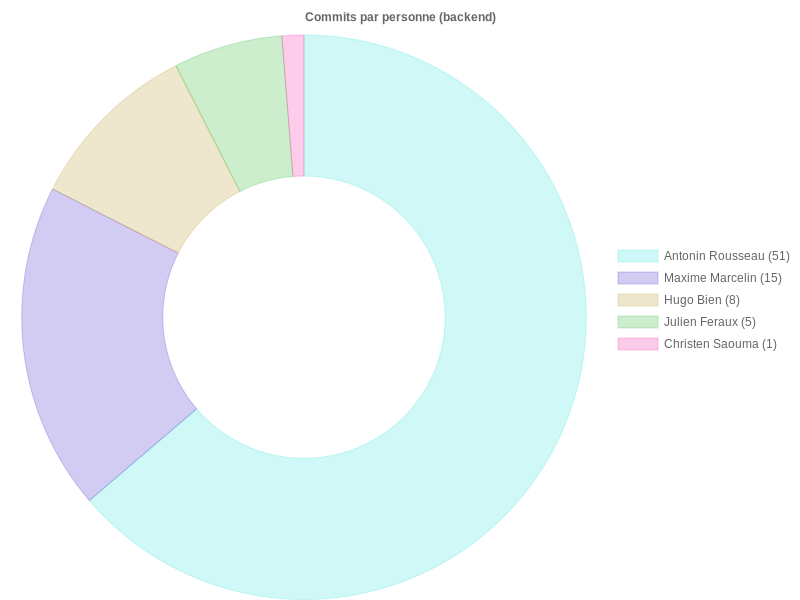 Commits par personne (backend)
Antonin Rousseau (51)
Maxime Marcelin (15)
Hugo Bien (8)
Julien Feraux (5)
Christen Saouma (1)